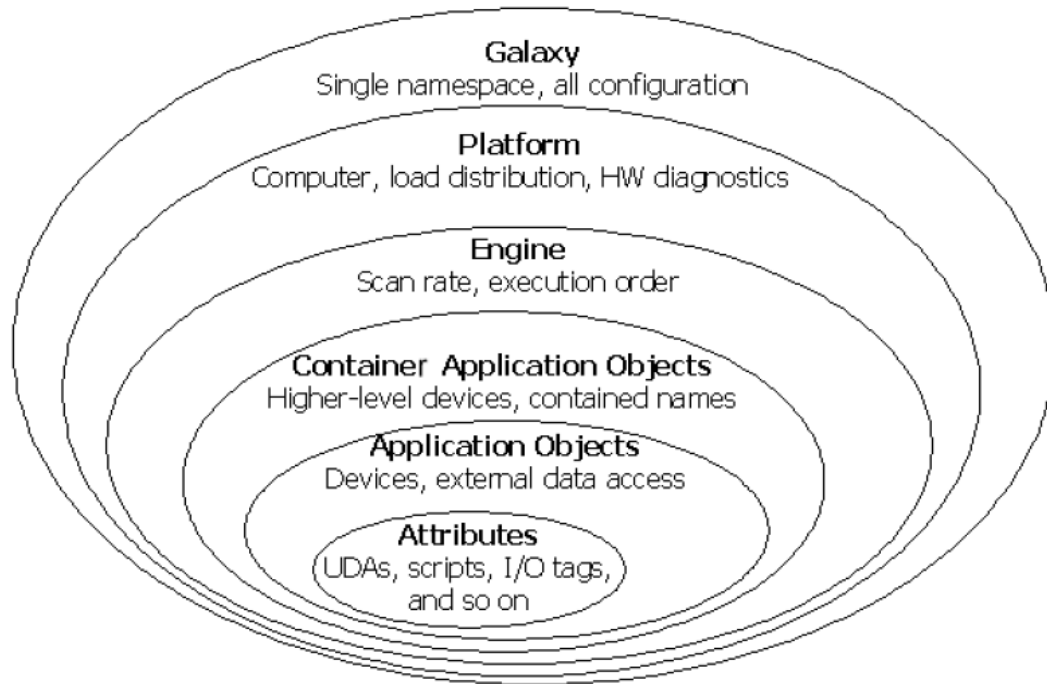 Galaxy
Single namespace, all configuration
Platform
Computer, load distribution, HW diagnostics
Engine
Scan rate, execution order
Container Application Objects
Higher-level devices, contained names
Application Objects
Devices, external data access
Attributes
UDAs, scripts, I/O tags,
and so on